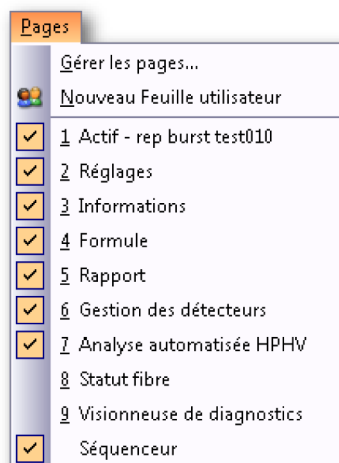 Pages
Gérer les pages...
Nouveau Feuille utilisateur
1 Actif - rep burst test010
2 Réglages
3 Informations
4 Formule
5 Rapport
6 Gestion des détecteurs
7 Analyse automatisée HPHV
8 Statut fibre
9 Visionneuse de diagnostics
Séquenceur